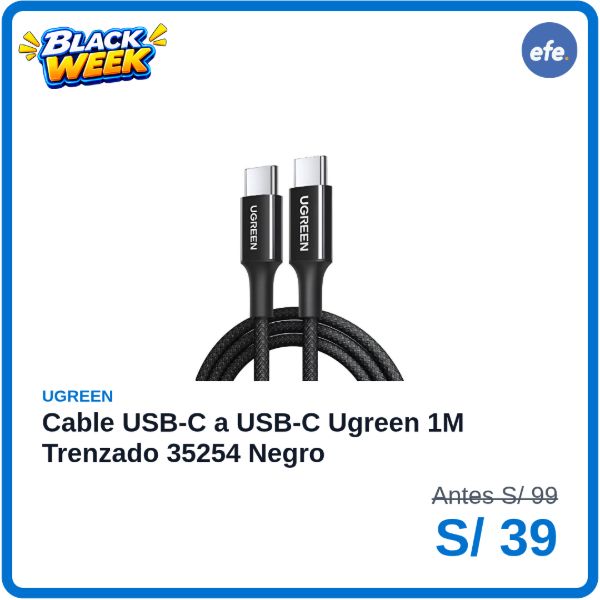 BLACK
WEEK
efe.
UGREEN
UGREEN
UGREEN
Cable USB-C a USB-C Ugreen 1M
Trenzado 35254 Negro
Antes S/ 99
S/ 39